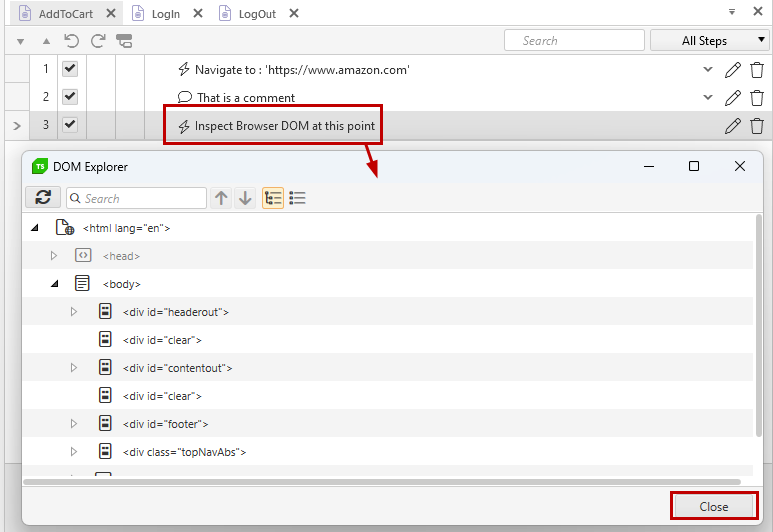 AddToCart
LogIn
LogOut
Search
All Steps
1
Navigate to : 'https://www.amazon.com'
2
That is a comment
3
Inspect Browser DOM at this point
TS
DOM Explorer
Search
<html lang="en">
<head>
<body>
<div id="headerout">
<div id="clear">
<div id="contentout">
<div id="clear">
<div id="footer">
<div class="topNavAbs">
Close